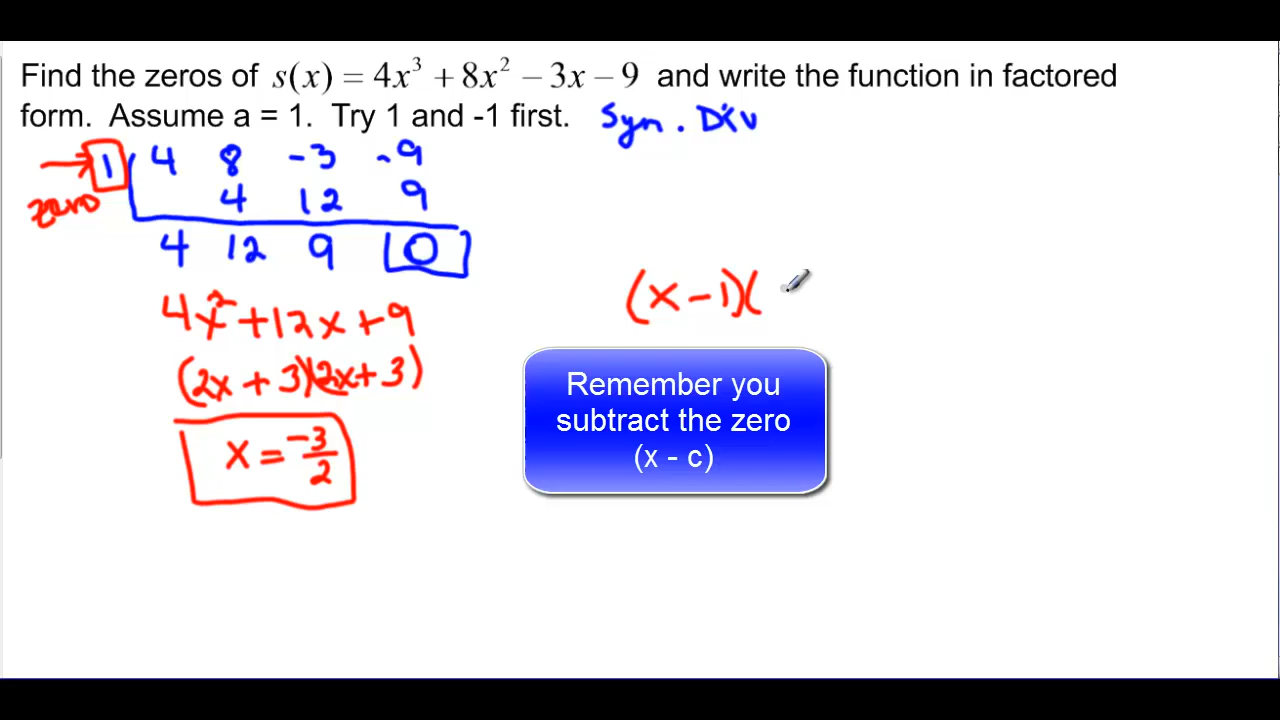 Find the zeros of s(x) = 4x³ + 8x² – 3x – 9 and write the function in factored
form. Assume a = 1. Try 1 and -1 first. Syn. Div
1 4 8 -3 -9
zero 4 12 9
4 12 9 0
4x² + 12x + 9
(x - 1)(
(2x + 3)(2x + 3)
x = -3/2
Remember you
subtract the zero
(x - c)